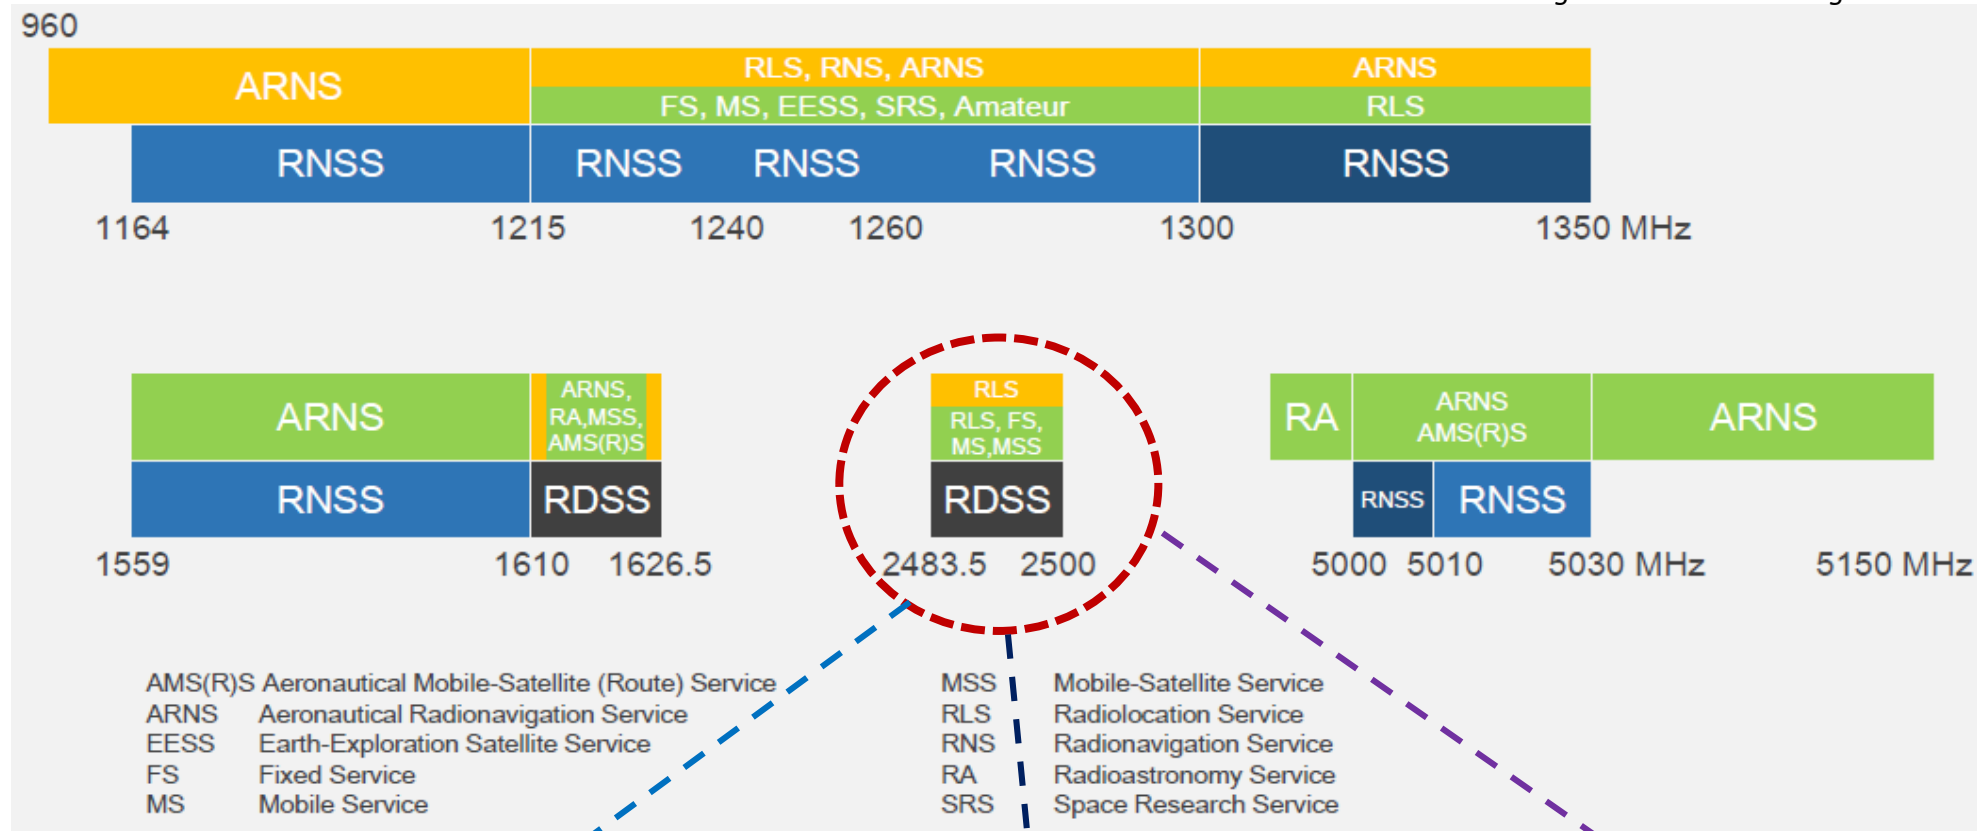 960
ARNS
RLS, RNS, ARNS
ARNS
FS, MS, EESS, SRS, Amateur
RLS
RNSS
RNSS
RNSS
RNSS
RNSS
1164
1215
1240
1260
1300
1350 MHz
ARNS
ARNS,
RA,MSS,
AMS(R)S
RLS
RLS, FS,
MS,MSS
RA
ARNS
AMS(R)S
ARNS
RNSS
RDSS
RDSS
RNSS
RNSS
1559
1610
1626.5
2483.5
2500
5000
5010
5030 MHz
5150 MHz
AMS(R)S Aeronautical Mobile-Satellite (Route) Service
ARNS Aeronautical Radionavigation Service
EESS Earth-Exploration Satellite Service
FS Fixed Service
MS Mobile Service
MSS Mobile-Satellite Service
RLS Radiolocation Service
RNS Radionavigation Service
RA Radioastronomy Service
SRS Space Research Service